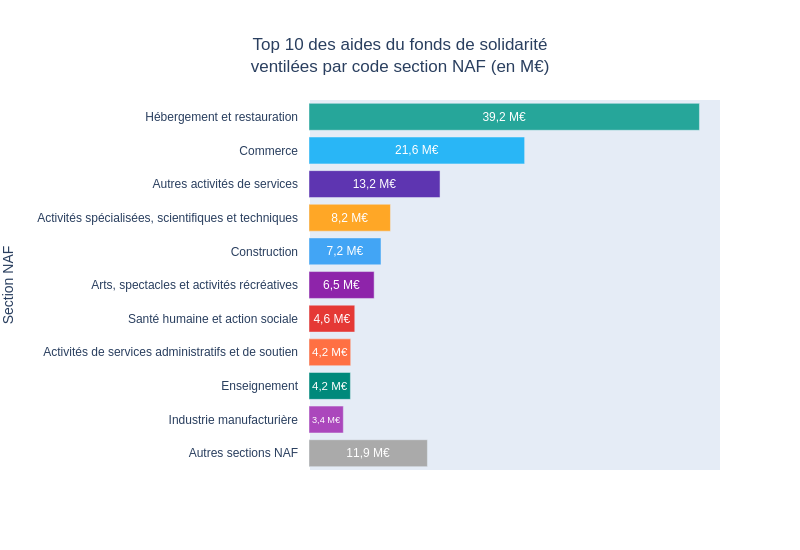 Top 10 des aides du fonds de solidarité
ventilées par code section NAF (en M€)
Section NAF
Hébergement et restauration 39,2 M€
Commerce 21,6 M€
Autres activités de services 13,2 M€
Activités spécialisées, scientifiques et techniques 8,2 M€
Construction 7,2 M€
Arts, spectacles et activités récréatives 6,5 M€
Santé humaine et action sociale 4,6 M€
Activités de services administratifs et de soutien 4,2 M€
Enseignement 4,2 M€
Industrie manufacturière 3,4 M€
Autres sections NAF 11,9 M€